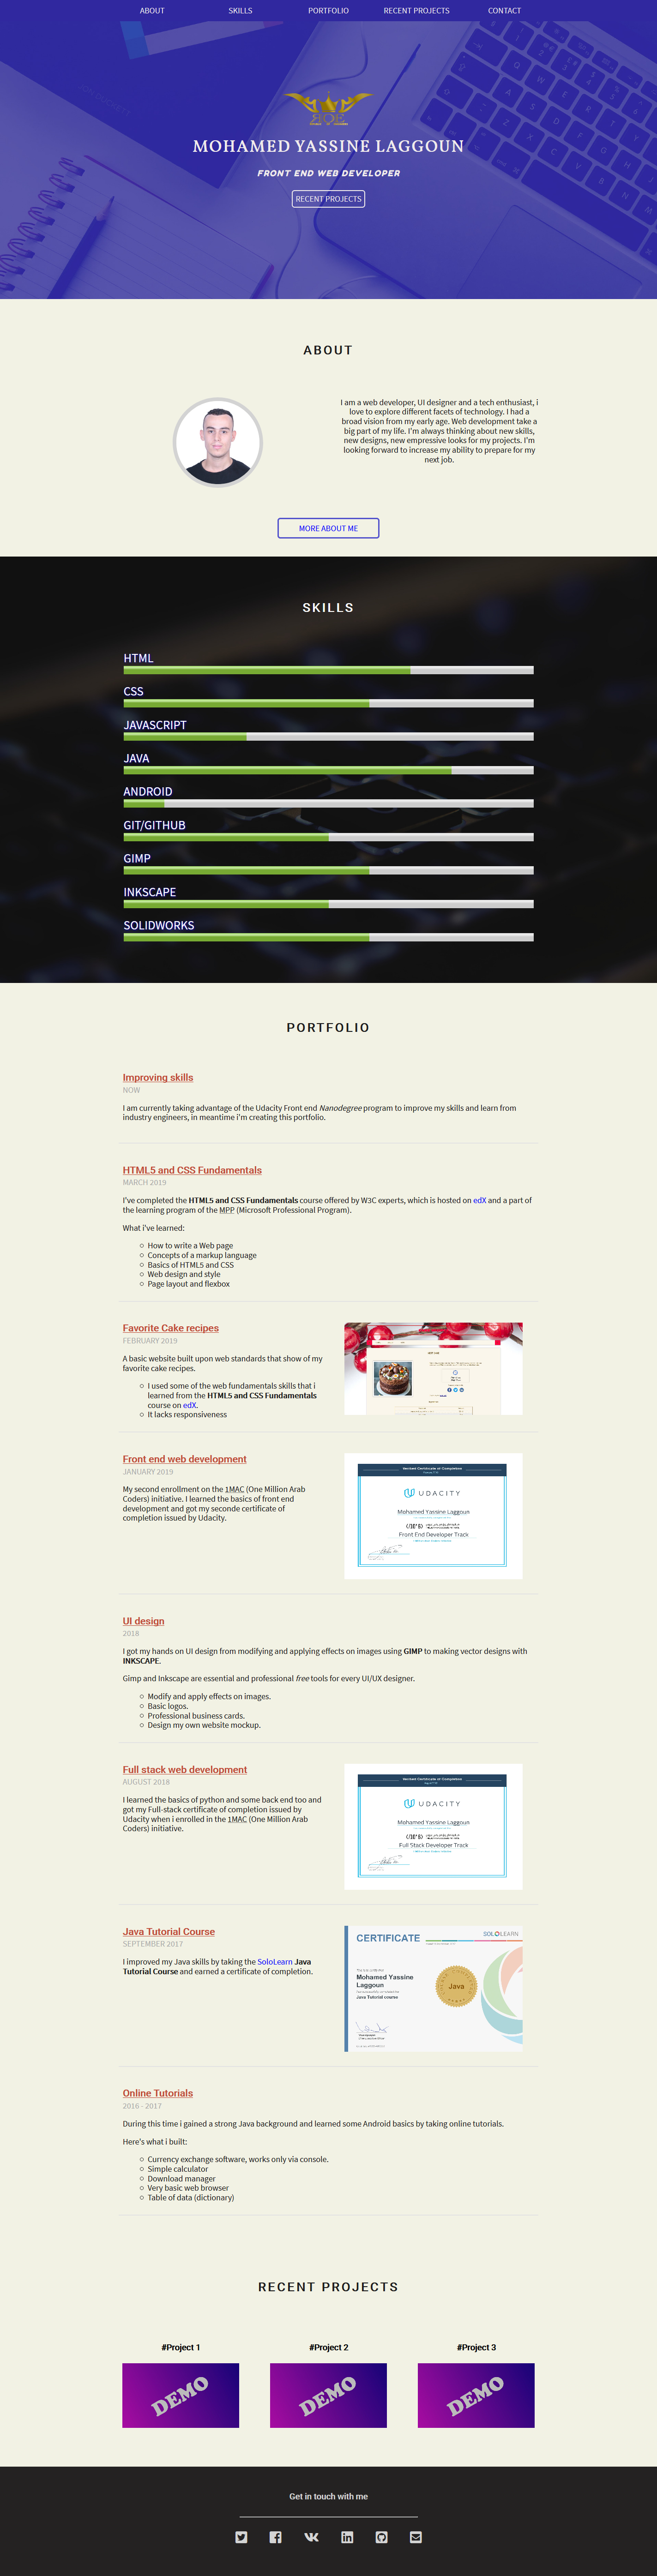 ABOUT SKILLS PORTFOLIO RECENT PROJECTS CONTACT
MOHAMED YASSINE LAGGOUN
FRONT END WEB DEVELOPER
RECENT PROJECTS
ABOUT
I am a web developer, UI designer and a tech enthusiast, i
love to explore different facets of technology. I had a
broad vision from my early age. Web development take a
big part of my life. I'm always thinking about new skills,
new designs, new empressive looks for my projects. I'm
looking forward to increase my ability to prepare for my
next job.
MORE ABOUT ME
SKILLS
HTML
CSS
JAVASCRIPT
JAVA
ANDROID
GIT/GITHUB
GIMP
INKSCAPE
SOLIDWORKS
PORTFOLIO
Improving skills
NOW
I am currently taking advantage of the Udacity Front end Nanodegree program to improve my skills and learn from
industry engineers, in meantime i'm creating this portfolio.
HTML5 and CSS Fundamentals
MARCH 2019
I've completed the HTML5 and CSS Fundamentals course offered by W3C experts, which is hosted on edX and a part of
the learning program of the MPP (Microsoft Professional Program).
What i've learned:
How to write a Web page
Concepts of a markup language
Basics of HTML5 and CSS
Web design and style
Page layout and flexbox
Favorite Cake recipes
FEBRUARY 2019
A basic website built upon web standards that show of my
favorite cake recipes.
I used some of the web fundamentals skills that i
learned from the HTML5 and CSS Fundamentals
course on edX.
It lacks responsiveness
Front end web development
JANUARY 2019
My second enrollment on the 1MAC (One Million Arab
Coders) initiative. I learned the basics of front end
development and got my seconde certificate of
completion issued by Udacity.
Verified Certificate of Completion
UDACITY
Mohamed Yassine Laggoun
Front End Developer Track
UI design
2018
I got my hands on UI design from modifying and applying effects on images using GIMP to making vector designs with
INKSCAPE.
Gimp and Inkscape are essential and professional free tools for every UI/UX designer.
Modify and apply effects on images.
Basic logos.
Professional business cards.
Design my own website mockup.
Full stack web development
AUGUST 2018
I learned the basics of python and some back end too and
got my Full-stack certificate of completion issued by
Udacity when i enrolled in the 1MAC (One Million Arab
Coders) initiative.
Verified Certificate of Completion
UDACITY
Mohamed Yassine Laggoun
Full Stack Developer Track
Java Tutorial Course
SEPTEMBER 2017
I improved my Java skills by taking the SoloLearn Java
Tutorial Course and earned a certificate of completion.
SOLOLEARN
CERTIFICATE
Mohamed Yassine
Laggoun
Java Tutorial course
Java
Online Tutorials
2016 - 2017
During this time i gained a strong Java background and learned some Android basics by taking online tutorials.
Here's what i built:
Currency exchange software, works only via console.
Simple calculator
Download manager
Very basic web browser
Table of data (dictionary)
RECENT PROJECTS
#Project 1 #Project 2 #Project 3
DEMO DEMO DEMO
Get in touch with me